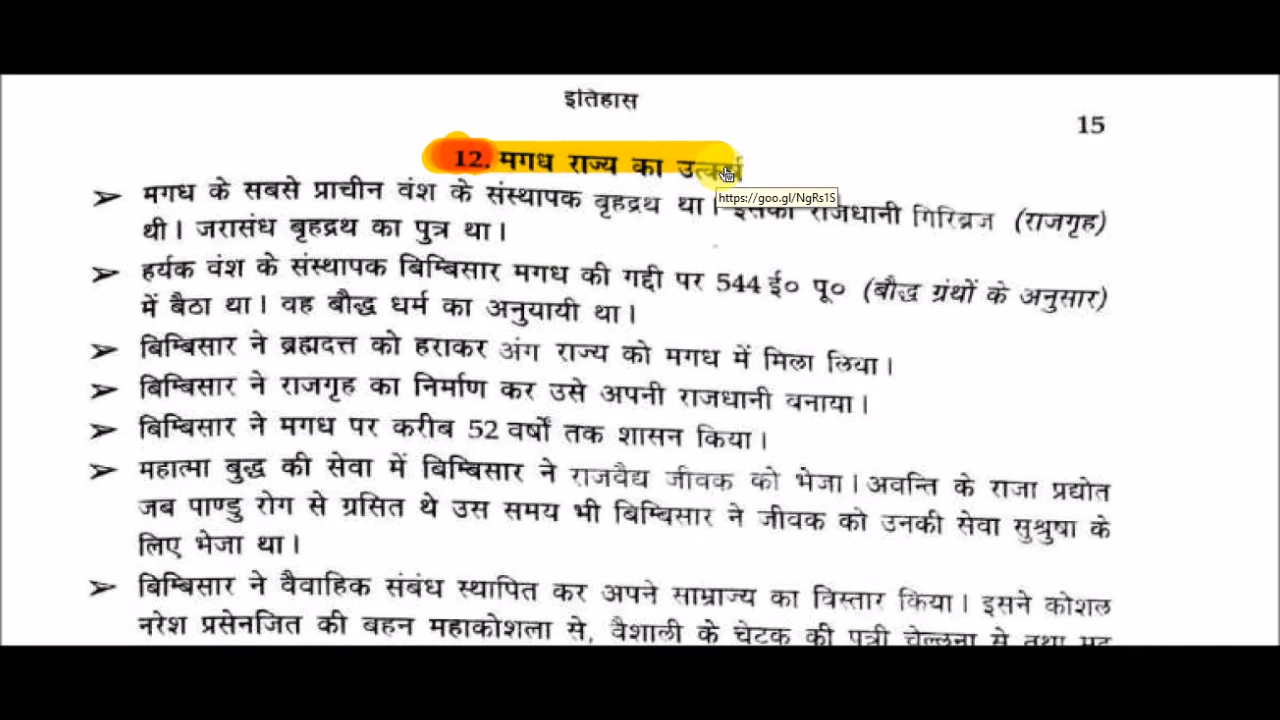 इतिहास
15
12. मगध राज्य का उत्कर्ष
https://goo.gl/NgRs1S
➢ मगध के सबसे प्राचीन वंश के संस्थापक बृहद्रथ था। इसकी राजधानी गिरिब्रज (राजगृह)
थी। जरासंध बृहद्रथ का पुत्र था।
➢ हर्यक वंश के संस्थापक बिम्बिसार मगध की गद्दी पर 544 ई० पू० (बौद्ध ग्रंथों के अनुसार)
में बैठा था। वह बौद्ध धर्म का अनुयायी था।
➢ बिम्बिसार ने ब्रह्मदत्त को हराकर अंग राज्य को मगध में मिला लिया।
➢ बिम्बिसार ने राजगृह का निर्माण कर उसे अपनी राजधानी बनाया।
➢ बिम्बिसार ने मगध पर करीब 52 वर्षों तक शासन किया।
➢ महात्मा बुद्ध की सेवा में बिम्बिसार ने राजवैद्य जीवक को भेजा। अवन्ति के राजा प्रद्योत
जब पाण्डु रोग से ग्रसित थे उस समय भी बिम्बिसार ने जीवक को उनकी सेवा सुश्रुषा के
लिए भेजा था।
➢ बिम्बिसार ने वैवाहिक संबंध स्थापित कर अपने साम्राज्य का विस्तार किया। इसने कोशल
नरेश प्रसेनजित की बहन महाकोशला से, वैशाली के चेटक की पुत्री चेल्लना से तथा